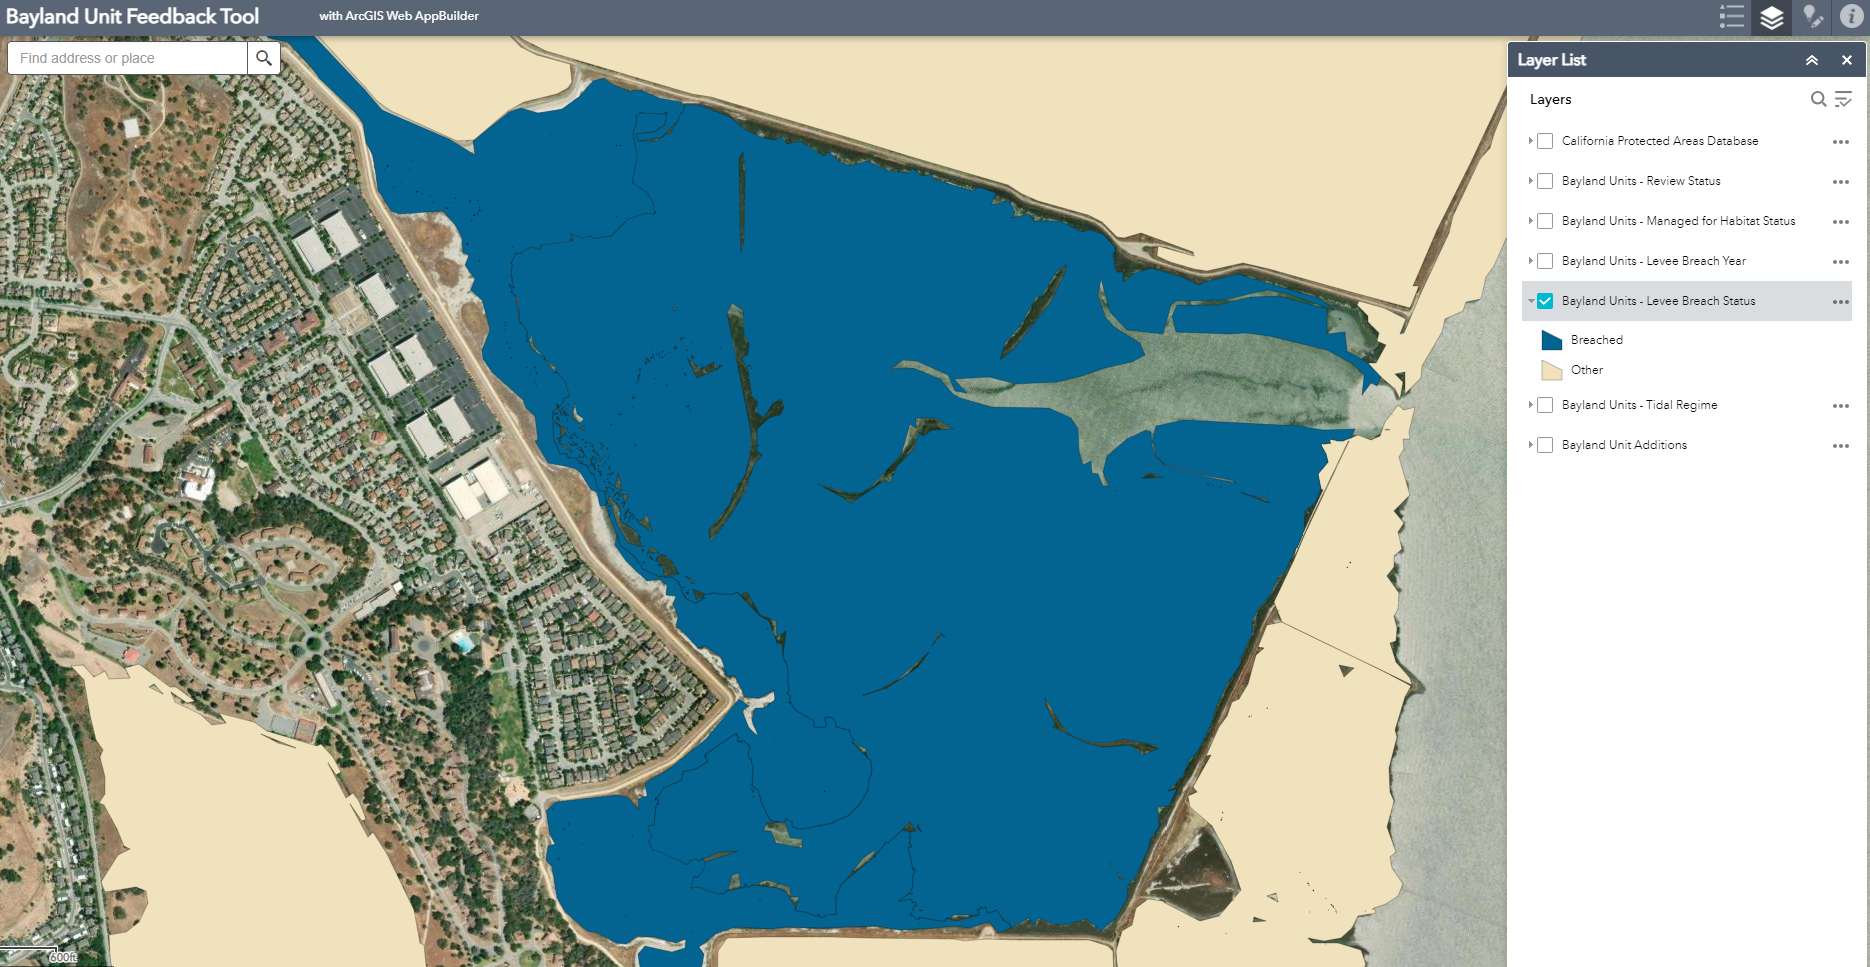 Bayland Unit Feedback Tool with ArcGIS Web AppBuilder
Find address or place
Layer List
Layers
California Protected Areas Database
Bayland Units - Review Status
Bayland Units - Managed for Habitat Status
Bayland Units - Levee Breach Year
Bayland Units - Levee Breach Status
Breached
Other
Bayland Units - Tidal Regime
Bayland Unit Additions
600ft